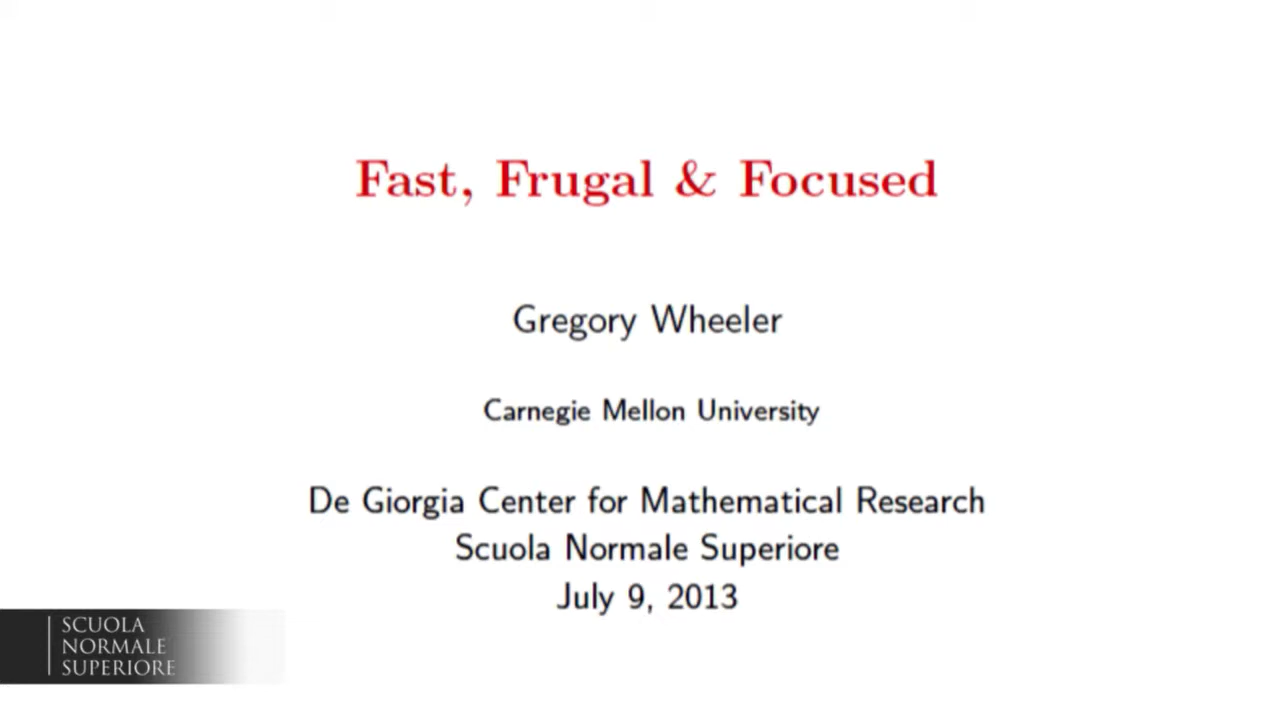 Fast, Frugal & Focused
Gregory Wheeler
Carnegie Mellon University
De Giorgia Center for Mathematical Research
Scuola Normale Superiore
July 9, 2013
SCUOLA
NORMALE
SUPERIORE